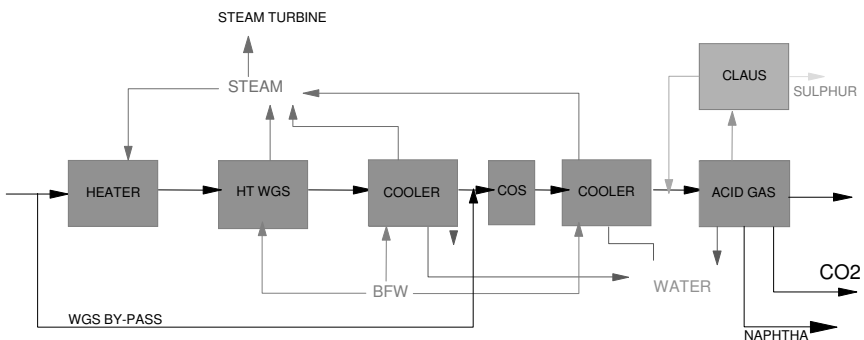 STEAM TURBINE
CLAUS
STEAM
SULPHUR
HEATER
HT WGS
COOLER
COS
COOLER
ACID GAS
CO2
BFW
WATER
WGS BY-PASS
NAPHTHA